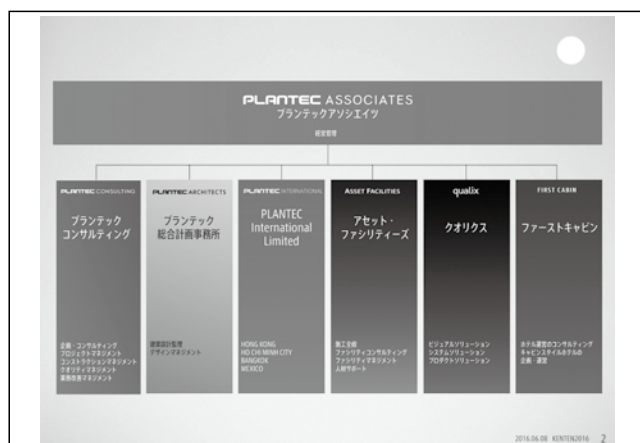 PLANTEC ASSOCIATES
プランテックアソシエイツ
経営管理
PLANTEC CONSULTING
プランテック
コンサルティング
企画・コンサルティング
プロジェクトマネジメント
コンストラクションマネジメント
クオリティマネジメント
業務改善マネジメント
PLANTEC ARCHITECTS
プランテック
総合計画事務所
建築設計監理
デザインマネジメント
PLANTEC INTERNATIONAL
PLANTEC
International
Limited
HONG KONG
HO CHI MINH CITY
BANGKOK
MEXICO
ASSET FACILITIES
アセット・
ファシリティーズ
施工全般
ファシリティコンサルティング
ファシリティマネジメント
人材サポート
qualix
クオリクス
ビジュアルソリューション
システムソリューション
プロダクトソリューション
FIRST CABIN
ファーストキャビン
ホテル運営のコンサルティング
キャビンスタイルホテルの
企画・運営
2016.06.08 KENTEN2016 2